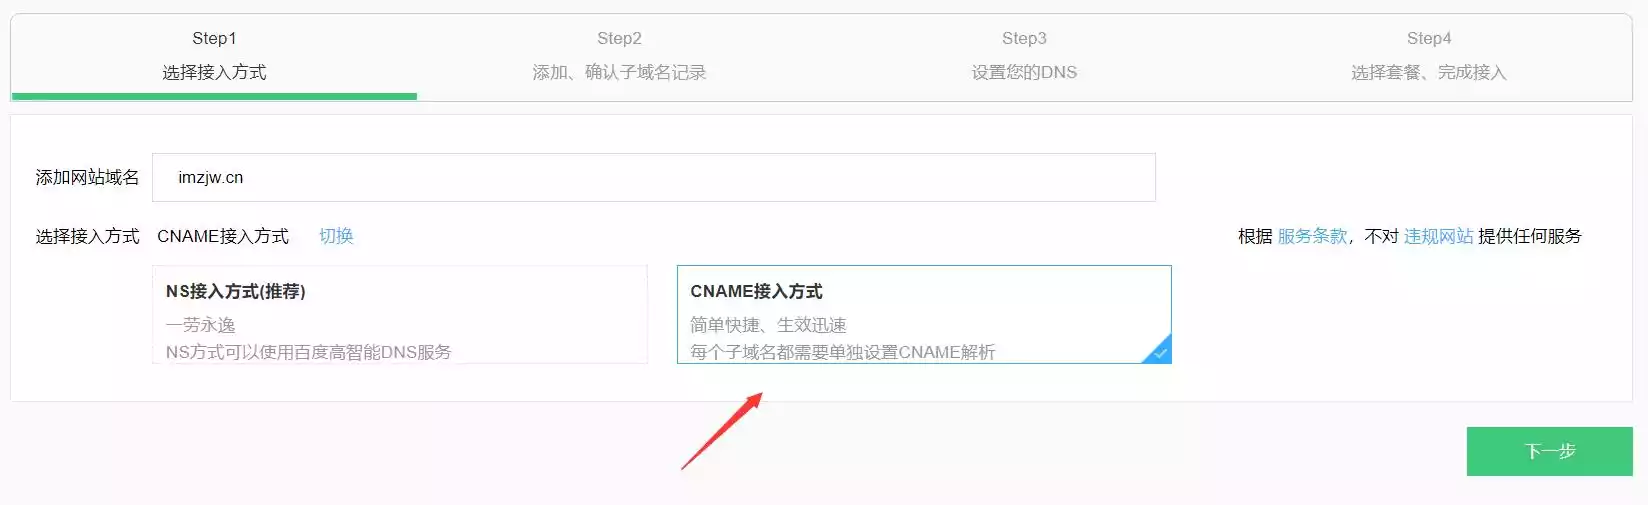 Step1
选择接入方式
Step2
添加、确认子域名记录
Step3
设置您的DNS
Step4
选择套餐、完成接入
添加网站域名 imzjw.cn
选择接入方式 CNAME接入方式 切换 根据 服务条款，不对 违规网站 提供任何服务
NS接入方式(推荐)
一劳永逸
NS方式可以使用百度高智能DNS服务
CNAME接入方式
简单快捷、生效迅速
每个子域名都需要单独设置CNAME解析
下一步